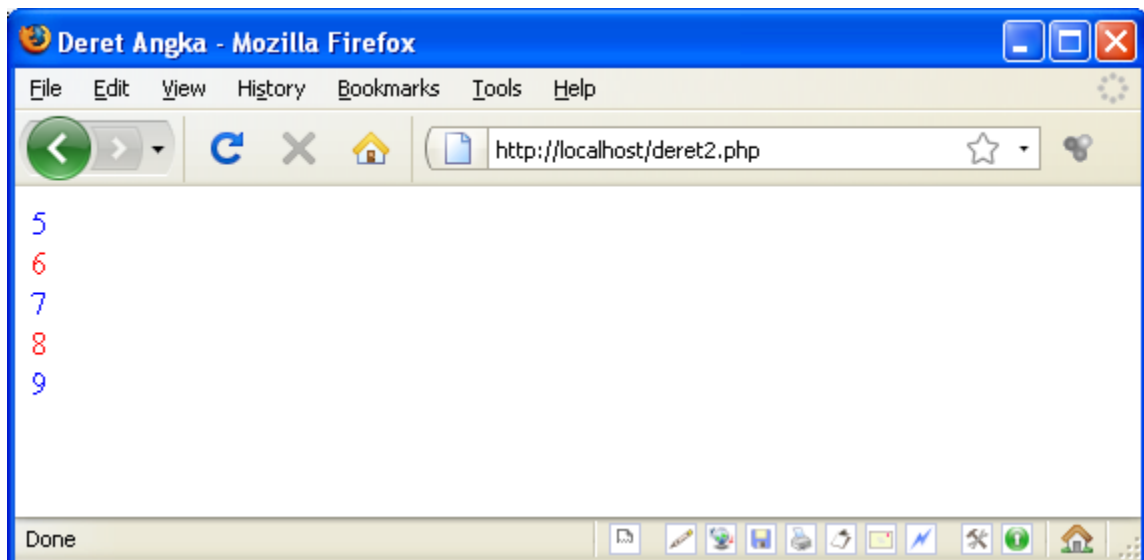 Deret Angka - Mozilla Firefox
File Edit View History Bookmarks Tools Help
http://localhost/deret2.php
5
6
7
8
9
Done